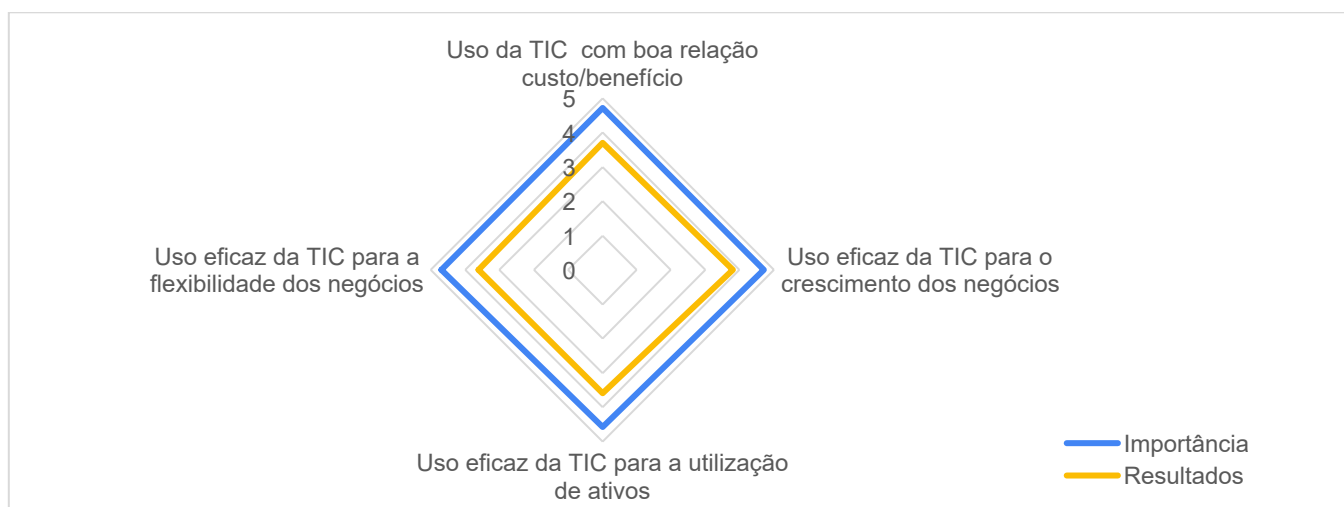 Uso da TIC  com boa relação
custo/benefício
5
4
3
2
1
0
Uso eficaz da TIC para a
flexibilidade dos negócios
Uso eficaz da TIC para o
crescimento dos negócios
Uso eficaz da TIC para a utilização
de ativos
Importância
Resultados